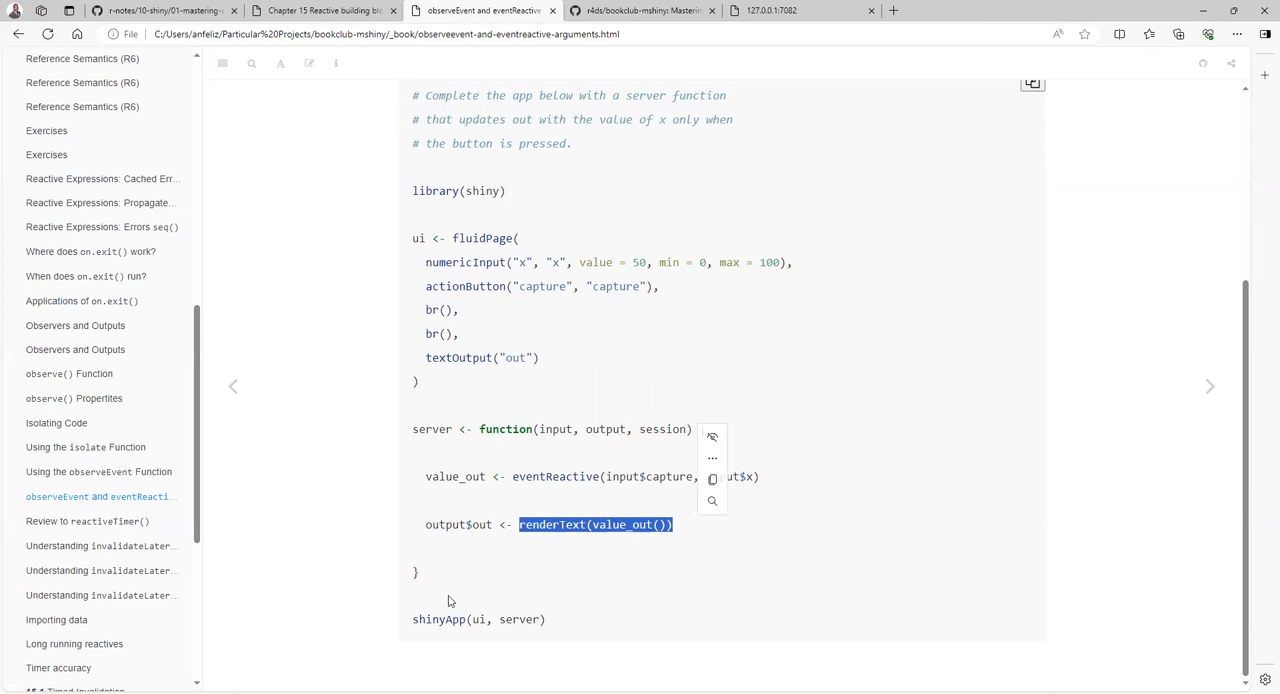 r-notes/10-shiny/01-mastering-s
Chapter 15 Reactive building blo
observeEvent and eventReactive
r4ds/bookclub-mshiny: Mastering
127.0.0.1:7082
File
C:/Users/anfeliz/Particular%20Projects/bookclub-mshiny/_book/observeevent-and-eventreactive-arguments.html
Reference Semantics (R6)
Reference Semantics (R6)
Reference Semantics (R6)
Exercises
Exercises
Reactive Expressions: Cached Err...
Reactive Expressions: Propagate...
Reactive Expressions: Errors seq()
Where does on.exit() work?
When does on.exit() run?
Applications of on.exit()
Observers and Outputs
Observers and Outputs
observe() Function
observe() Propertites
Isolating Code
Using the isolate Function
Using the observeEvent Function
observeEvent and eventReacti...
Review to reactiveTimer()
Understanding invalidateLater...
Understanding invalidateLater...
Understanding invalidateLater...
Importing data
Long running reactives
Timer accuracy
15.1 Timed Invalidation
# Complete the app below with a server function
# that updates out with the value of x only when
# the button is pressed.
library(shiny)
ui <- fluidPage(
numericInput("x", "x", value = 50, min = 0, max = 100),
actionButton("capture", "capture"),
br(),
br(),
textOutput("out")
)
server <- function(input, output, session)
value_out <- eventReactive(input$capture, ut$x)
output$out <- renderText(value_out())
}
shinyApp(ui, server)